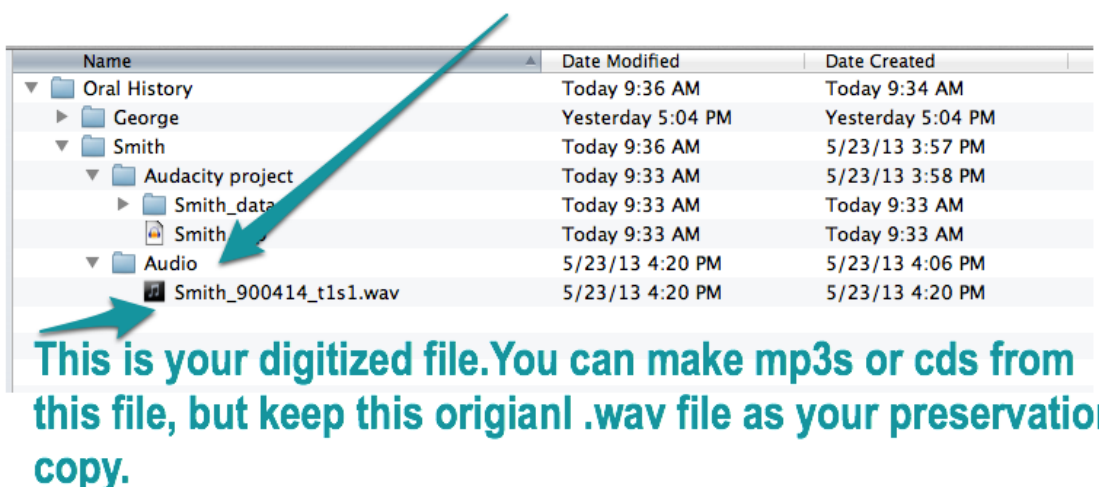 Name Date Modified Date Created
Oral History Today 9:36 AM Today 9:34 AM
George Yesterday 5:04 PM Yesterday 5:04 PM
Smith Today 9:36 AM 5/23/13 3:57 PM
Audacity project Today 9:33 AM 5/23/13 3:58 PM
Smith_data Today 9:33 AM Today 9:33 AM
Smith Today 9:33 AM Today 9:33 AM
Audio 5/23/13 4:20 PM 5/23/13 4:06 PM
Smith_900414_t1s1.wav 5/23/13 4:20 PM 5/23/13 4:20 PM
This is your digitized file.You can make mp3s or cds from
this file, but keep this origianl .wav file as your preservation
copy.